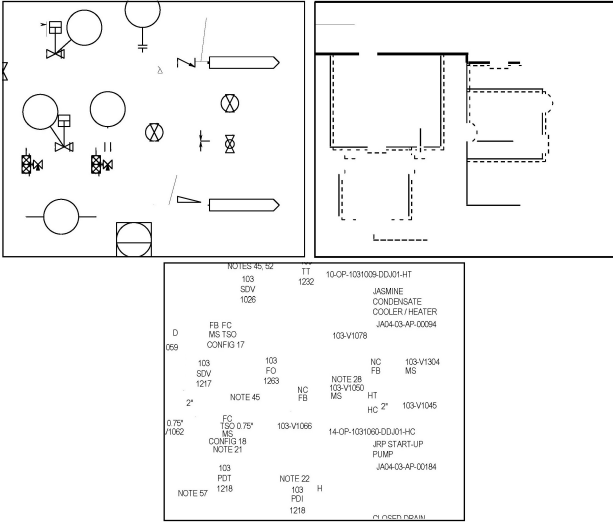 NOTES 45, 52
TT
1232
10-OP-1031009-DDJ01-HT
103
SDV
1026
JASMINE
CONDENSATE
COOLER / HEATER
JA04-03-AP-00094
D
059
FB FC
MS TSO
CONFIG 17
103-V1078
103
SDV
1217
103
FO
1263
NC
FB
103-V1304
MS
NOTE 28
103-V1050
MS
NC
FB
HT
HC
2"
103-V1045
2"
NOTE 45
0.75"
/1062
FC
TSO 0.75"
MS
CONFIG 18
NOTE 21
103-V1066
14-OP-1031060-DDJ01-HC
JRP START-UP
PUMP
JA04-03-AP-00184
103
PDT
1218
NOTE 22
103
PDI
1218
H
NOTE 57
CLOSED DRAIN